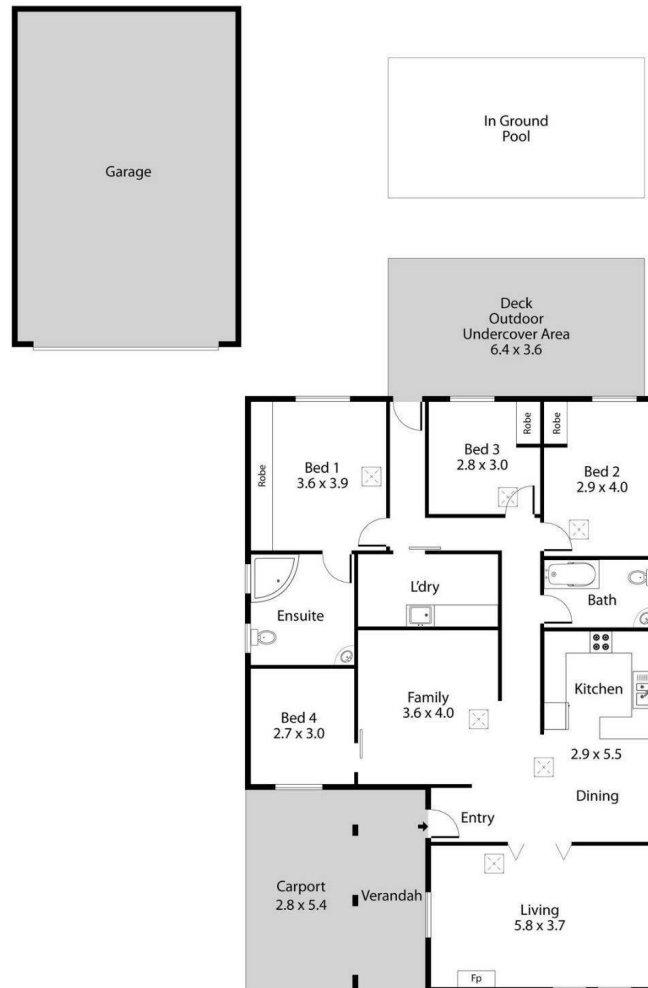 Garage
In Ground
Pool
Deck
Outdoor
Undercover Area
6.4 x 3.6
Robe
Bed 1
3.6 x 3.9
Bed 3
2.8 x 3.0
Robe
Robe
Bed 2
2.9 x 4.0
Ensuite
L'dry
Bath
Bed 4
2.7 x 3.0
Family
3.6 x 4.0
Kitchen
2.9 x 5.5
Dining
Entry
Carport
2.8 x 5.4
Verandah
Living
5.8 x 3.7
Fp